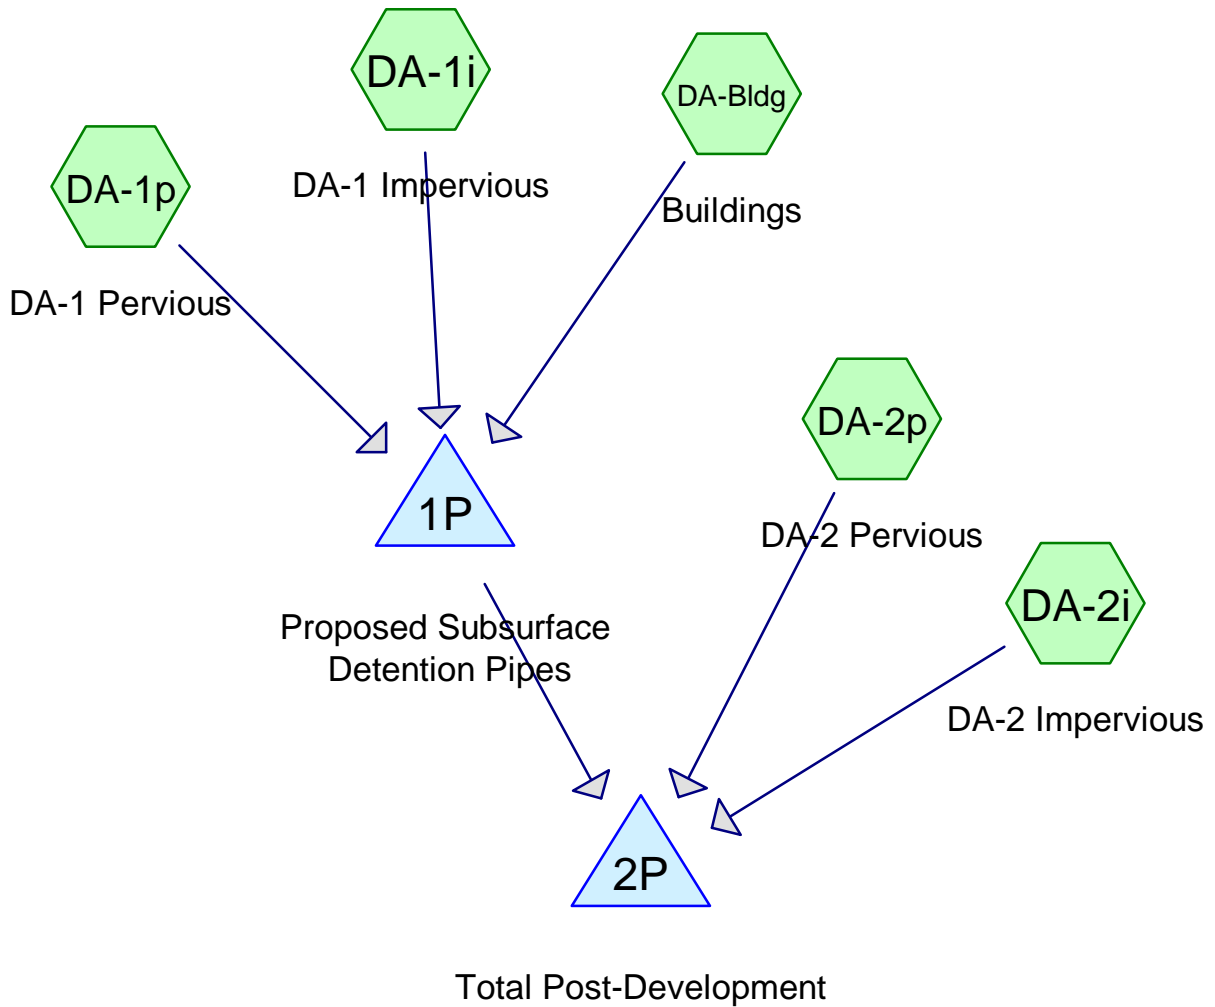 DA-1i
DA-Bldg
DA-1p
DA-1 Impervious
Buildings
DA-1 Pervious
DA-2p
1P
DA-2 Pervious
DA-2i
Proposed Subsurface
Detention Pipes
DA-2 Impervious
2P
Total Post-Development